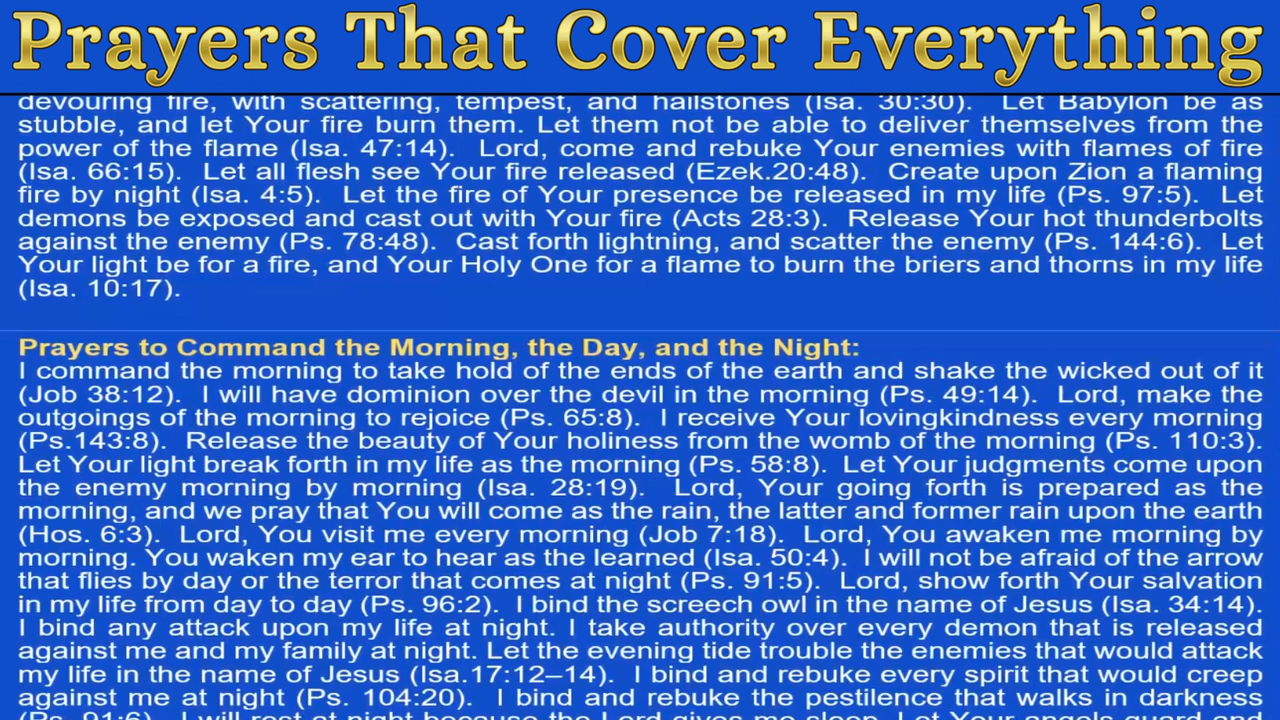 Prayers That Cover Everything
devouring fire, with scattering, tempest, and hailstones (Isa. 30:30). Let Babylon be as
stubble, and let Your fire burn them. Let them not be able to deliver themselves from the
power of the flame (Isa. 47:14). Lord, come and rebuke Your enemies with flames of fire
(Isa. 66:15). Let all flesh see Your fire released (Ezek.20:48). Create upon Zion a flaming
fire by night (Isa. 4:5). Let the fire of Your presence be released in my life (Ps. 97:5). Let
demons be exposed and cast out with Your fire (Acts 28:3). Release Your hot thunderbolts
against the enemy (Ps. 78:48). Cast forth lightning, and scatter the enemy (Ps. 144:6). Let
Your light be for a fire, and Your Holy One for a flame to burn the briers and thorns in my life
(Isa. 10:17).
Prayers to Command the Morning, the Day, and the Night:
I command the morning to take hold of the ends of the earth and shake the wicked out of it
(Job 38:12). I will have dominion over the devil in the morning (Ps. 49:14). Lord, make the
outgoings of the morning to rejoice (Ps. 65:8). I receive Your lovingkindness every morning
(Ps.143:8). Release the beauty of Your holiness from the womb of the morning (Ps. 110:3).
Let Your light break forth in my life as the morning (Ps. 58:8). Let Your judgments come upon
the enemy morning by morning (Isa. 28:19). Lord, Your going forth is prepared as the
morning, and we pray that You will come as the rain, the latter and former rain upon the earth
(Hos. 6:3). Lord, You visit me every morning (Job 7:18). Lord, You awaken me morning by
morning. You waken my ear to hear as the learned (Isa. 50:4). I will not be afraid of the arrow
that flies by day or the terror that comes at night (Ps. 91:5). Lord, show forth Your salvation
in my life from day to day (Ps. 96:2). I bind the screech owl in the name of Jesus (Isa. 34:14).
I bind any attack upon my life at night. I take authority over every demon that is released
against me and my family at night. Let the evening tide trouble the enemies that would attack
my life in the name of Jesus (Isa.17:12–14). I bind and rebuke every spirit that would creep
against me at night (Ps. 104:20). I bind and rebuke the pestilence that walks in darkness
(Ps. 91:6). I will rest at night because the Lord gives me sleep. Let Your angels guard and